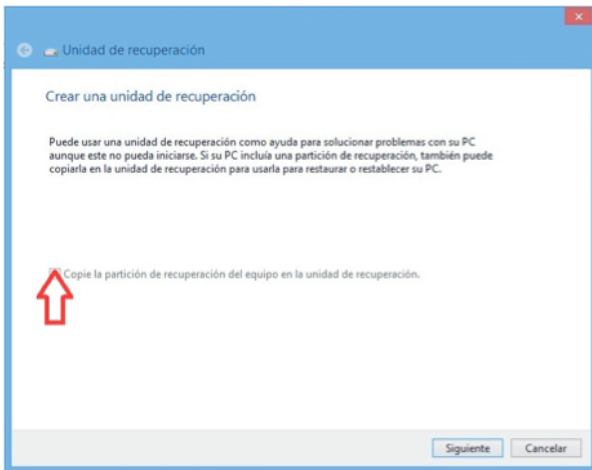 Unidad de recuperación
Crear una unidad de recuperación
Puede usar una unidad de recuperación como ayuda para solucionar problemas con su PC
aunque este no pueda iniciarse. Si su PC incluía una partición de recuperación, también puede
copiarla en la unidad de recuperación para usarla para restaurar o restablecer su PC.
Copie la partición de recuperación del equipo en la unidad de recuperación.
Siguiente Cancelar